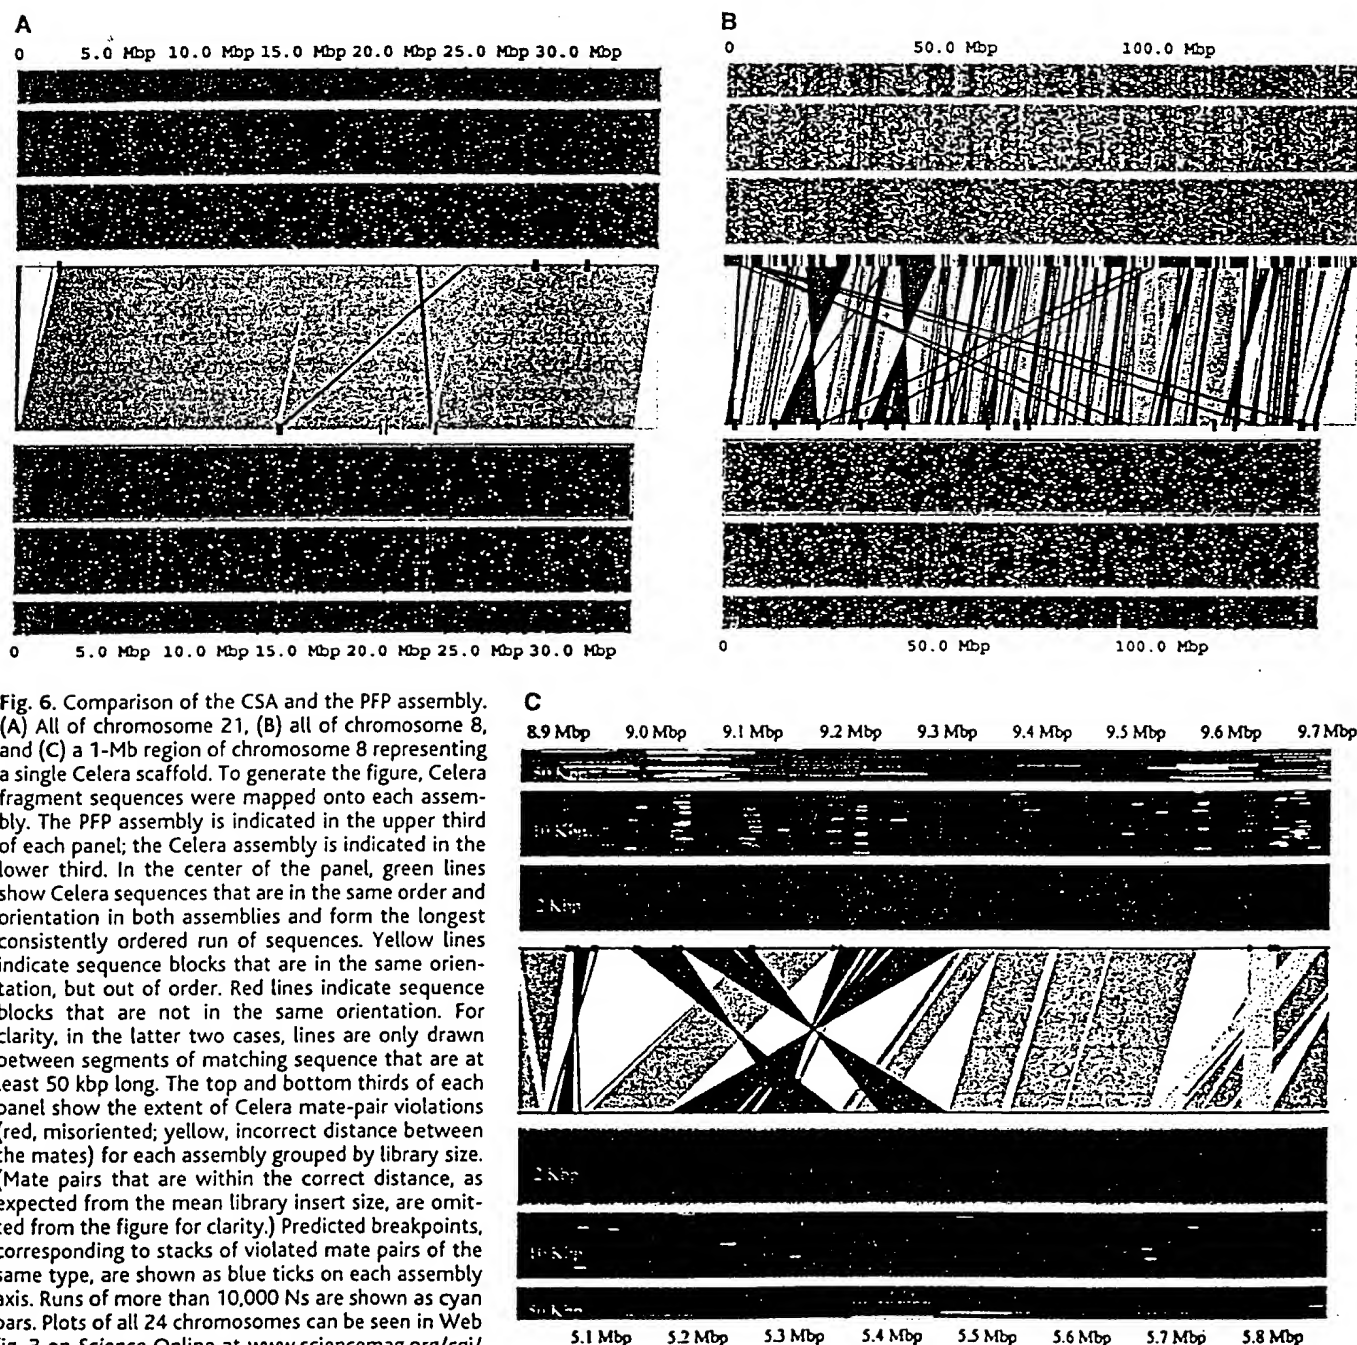 A
0 5.0 Mbp 10.0 Mbp 15.0 Mbp 20.0 Mbp 25.0 Mbp 30.0 Mbp
0 5.0 Mbp 10.0 Mbp 15.0 Mbp 20.0 Mbp 25.0 Mbp 30.0 Mbp
B
0 50.0 Mbp 100.0 Mbp
0 50.0 Mbp 100.0 Mbp
Fig. 6. Comparison of the CSA and the PFP assembly.
(A) All of chromosome 21, (B) all of chromosome 8,
and (C) a 1-Mb region of chromosome 8 representing
a single Celera scaffold. To generate the figure, Celera
fragment sequences were mapped onto each assem-
bly. The PFP assembly is indicated in the upper third
of each panel; the Celera assembly is indicated in the
lower third. In the center of the panel, green lines
show Celera sequences that are in the same order and
orientation in both assemblies and form the longest
consistently ordered run of sequences. Yellow lines
indicate sequence blocks that are in the same orien-
tation, but out of order. Red lines indicate sequence
blocks that are not in the same orientation. For
clarity, in the latter two cases, lines are only drawn
between segments of matching sequence that are at
least 50 kbp long. The top and bottom thirds of each
panel show the extent of Celera mate-pair violations
(red, misoriented; yellow, incorrect distance between
the mates) for each assembly grouped by library size.
(Mate pairs that are within the correct distance, as
expected from the mean library insert size, are omit-
ted from the figure for clarity.) Predicted breakpoints,
corresponding to stacks of violated mate pairs of the
same type, are shown as blue ticks on each assembly
axis. Runs of more than 10,000 Ns are shown as cyan
bars. Plots of all 24 chromosomes can be seen in Web
fig. 3 on Science Online at www.sciencemag.org/cgi/
C
8.9 Mbp 9.0 Mbp 9.1 Mbp 9.2 Mbp 9.3 Mbp 9.4 Mbp 9.5 Mbp 9.6 Mbp 9.7 Mbp
50 Kbp
10 Kbp
2 Kbp
2 Kbp
10 Kbp
50 Kbp
5.1 Mbp 5.2 Mbp 5.3 Mbp 5.4 Mbp 5.5 Mbp 5.6 Mbp 5.7 Mbp 5.8 Mbp